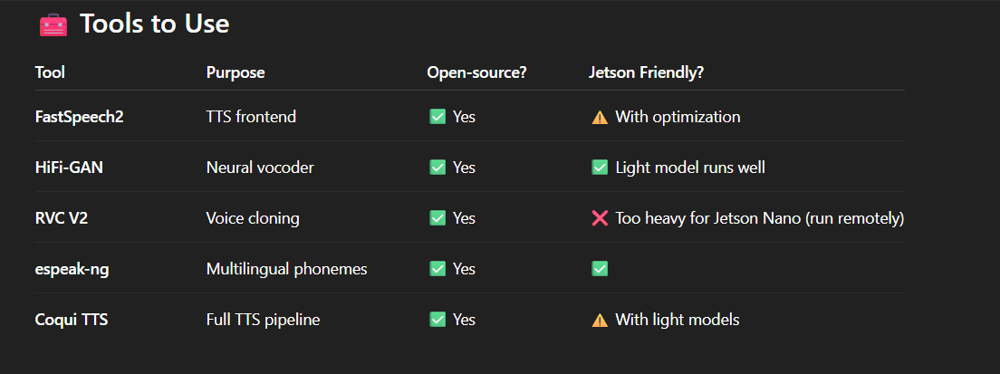 🧰 Tools to Use
Tool Purpose Open-source? Jetson Friendly?
FastSpeech2 TTS frontend ✅ Yes ⚠️ With optimization
HiFi-GAN Neural vocoder ✅ Yes ✅ Light model runs well
RVC V2 Voice cloning ✅ Yes ❌ Too heavy for Jetson Nano (run remotely)
espeak-ng Multilingual phonemes ✅ Yes ✅
Coqui TTS Full TTS pipeline ✅ Yes ⚠️ With light models